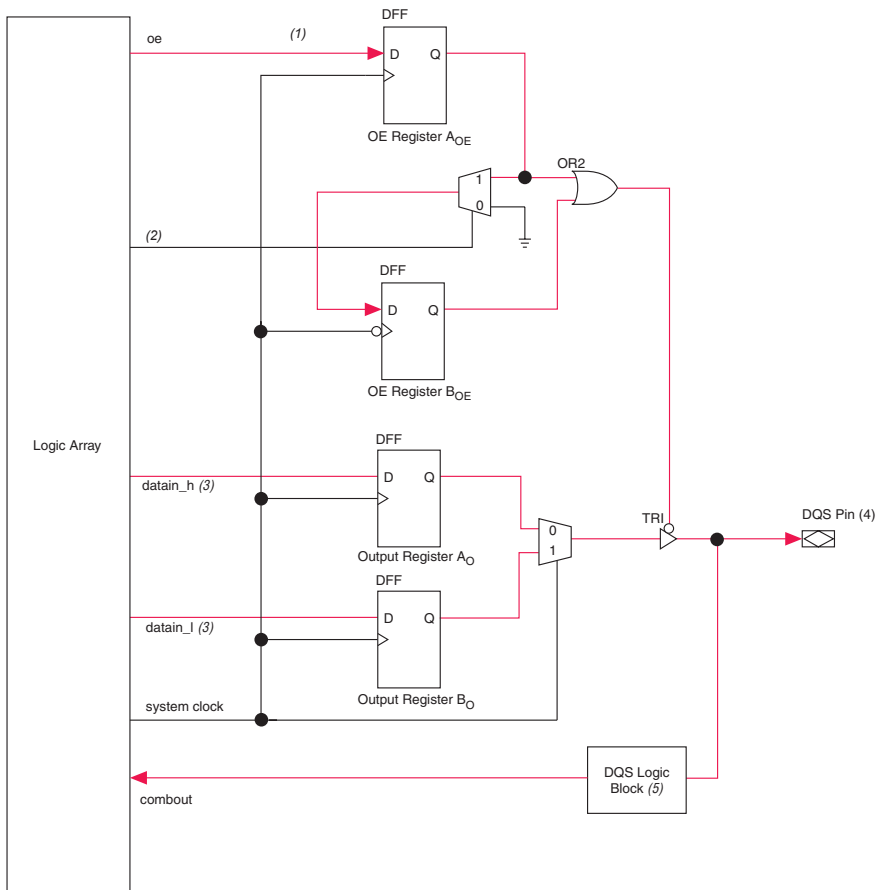 DFF
oe
(1)
D
Q
OE Register AOE
OR2
1
0
(2)
DFF
D
Q
OE Register BOE
Logic Array
DFF
datain_h (3)
D
Q
0
1
TRI
DQS Pin (4)
Output Register AO
DFF
datain_l (3)
D
Q
Output Register BO
system clock
DQS Logic
Block (5)
combout